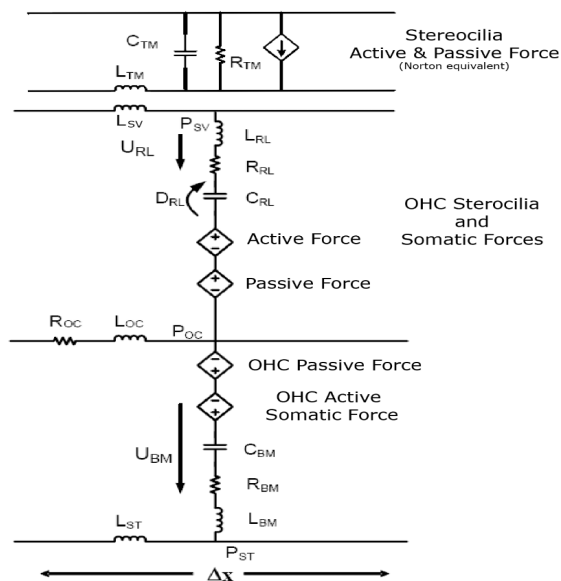 C_TM
R_TM
Stereocilia
Active & Passive Force
(Norton equivalent)
L_TM
L_SV
P_SV
L_RL
U_RL
R_RL
D_RL
C_RL
OHC Sterocilia
and
Somatic Forces
Active Force
Passive Force
R_OC
L_OC
P_OC
OHC Passive Force
OHC Active
Somatic Force
U_BM
C_BM
R_BM
L_BM
L_ST
P_ST
Δx